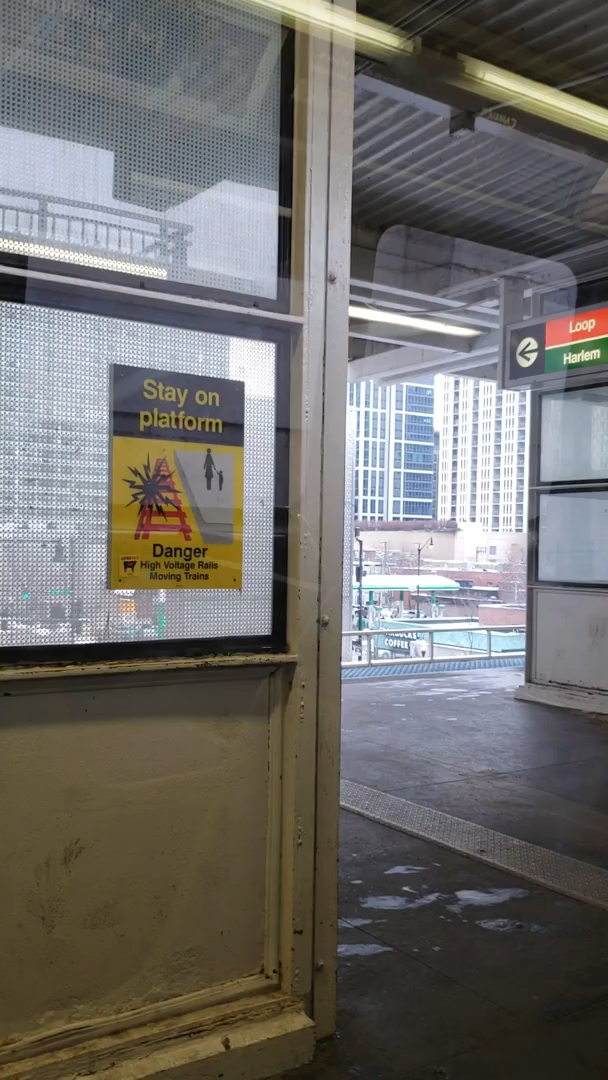 Stay on
platform
Danger
High Voltage Rails
Moving Trains
Loop
Harlem
COFFEE